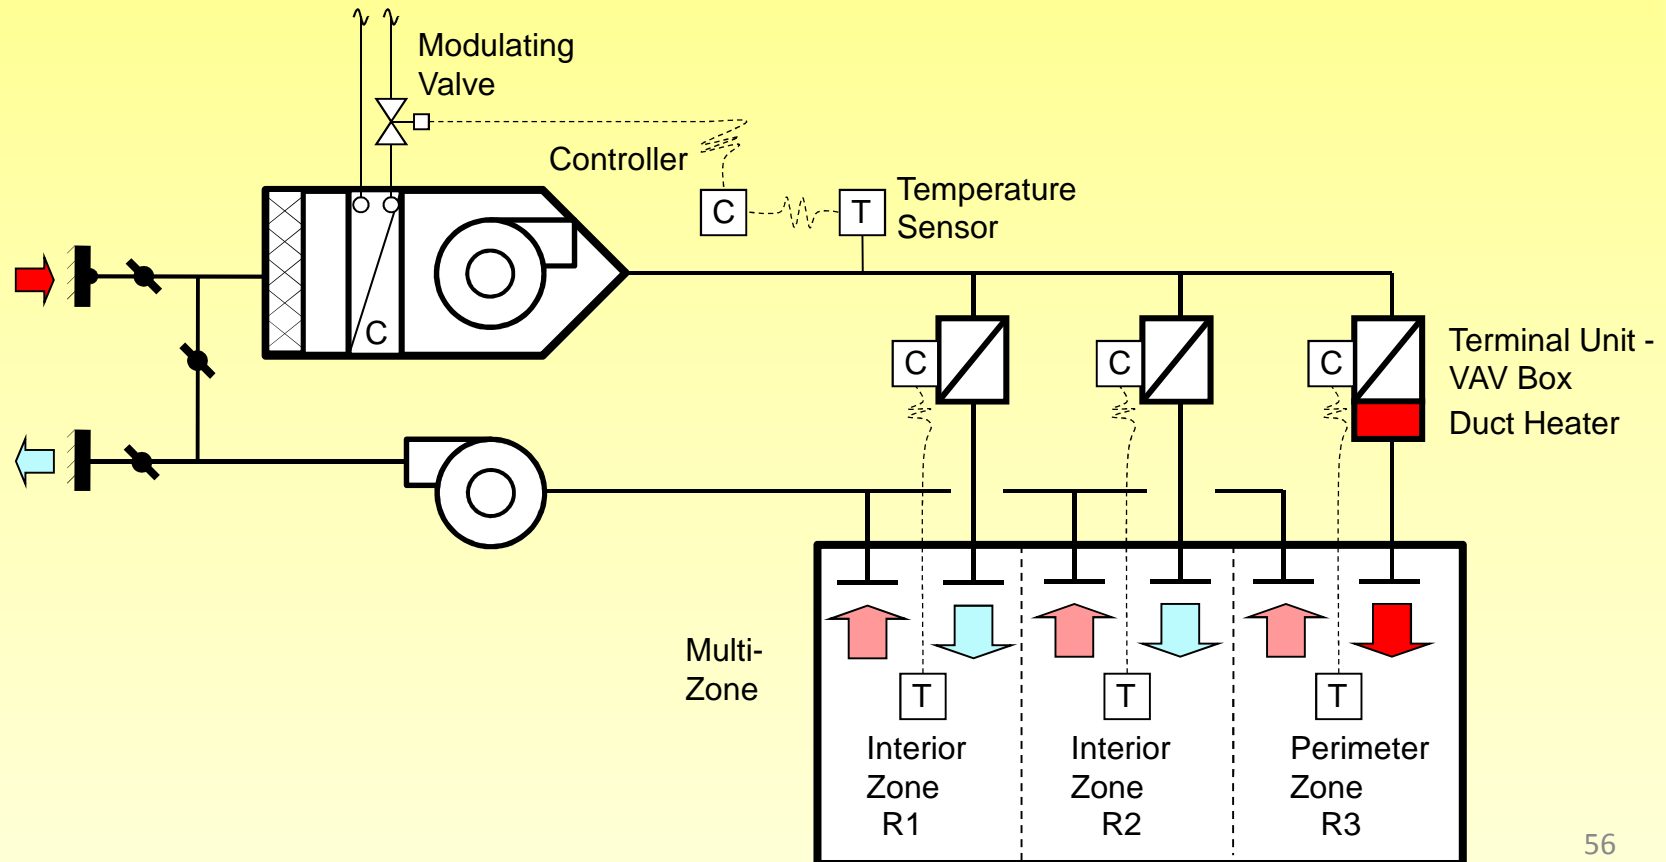 Modulating
Valve
Controller
Temperature
Sensor
C
T
C
C
C
C
Terminal Unit -
VAV Box
Duct Heater
Multi-
Zone
T
T
T
Interior
Zone
R1
Interior
Zone
R2
Perimeter
Zone
R3
56